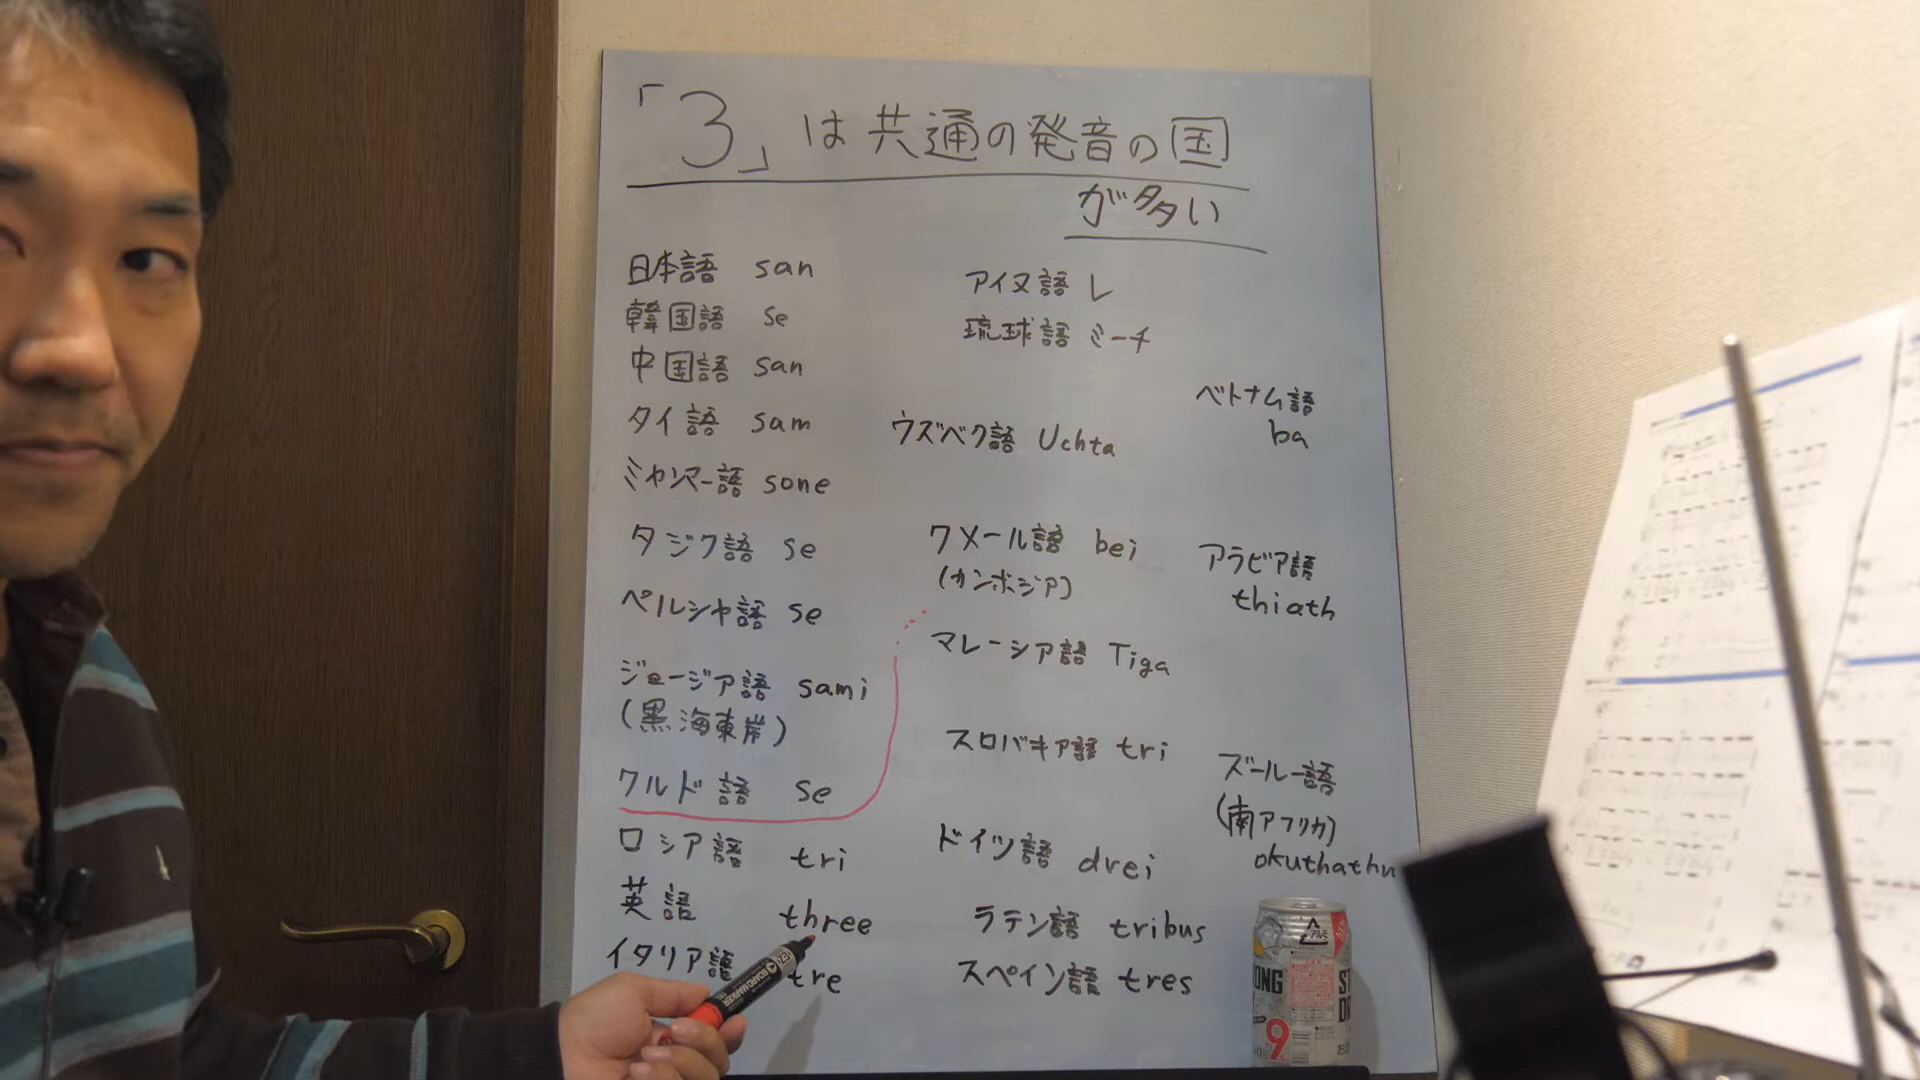 「3」は共通の発音の国
が多い
日本語 san
韓国語 se
中国語 san
タイ語 sam
ミャンマー語 sone
タジク語 se
ペルシャ語 se
ジョージア語 sami
(黒海東岸)
クルド語 se
ロシア語 tri
英語 three
イタリア語 tre
アイヌ語 レ
琉球語 ミーチ
ウズベク語 Uchta
クメール語 bei
(カンボジア)
マレーシア語 Tiga
スロバキア語 tri
ドイツ語 drei
ラテン語 tribus
スペイン語 tres
ベトナム語
ba
アラビア語
thiath
ズールー語
(南アフリカ)
okuthathu
アルミ
ONG
9
BOARD MARKER